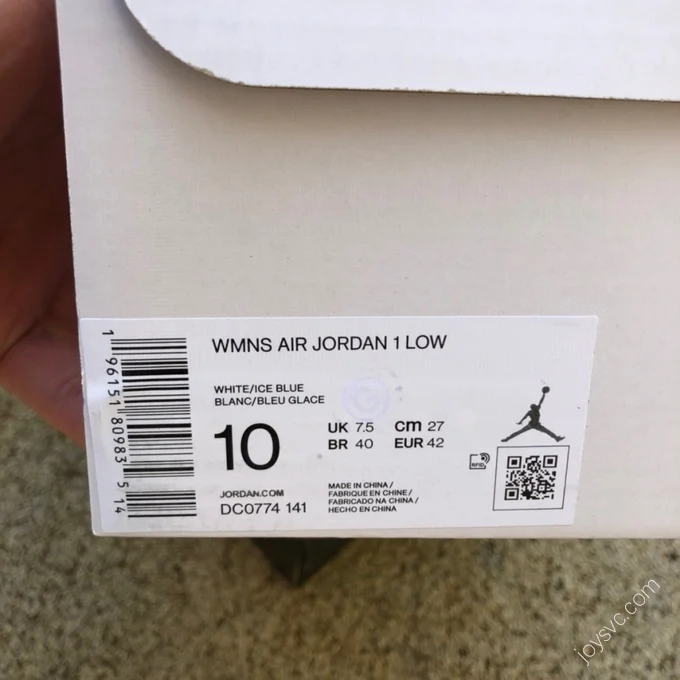 WMNS AIR JORDAN 1 LOW
WHITE/ICE BLUE
BLANC/BLEU GLACE
10
UK 7.5 cm 27
BR 40 EUR 42
JORDAN.COM
DC0774 141
MADE IN CHINA /
FABRIQUE EN CHINE /
FABRICADO NA CHINA /
HECHO EN CHINA
RFID
1 96151 80983 5 14
joysvc.com